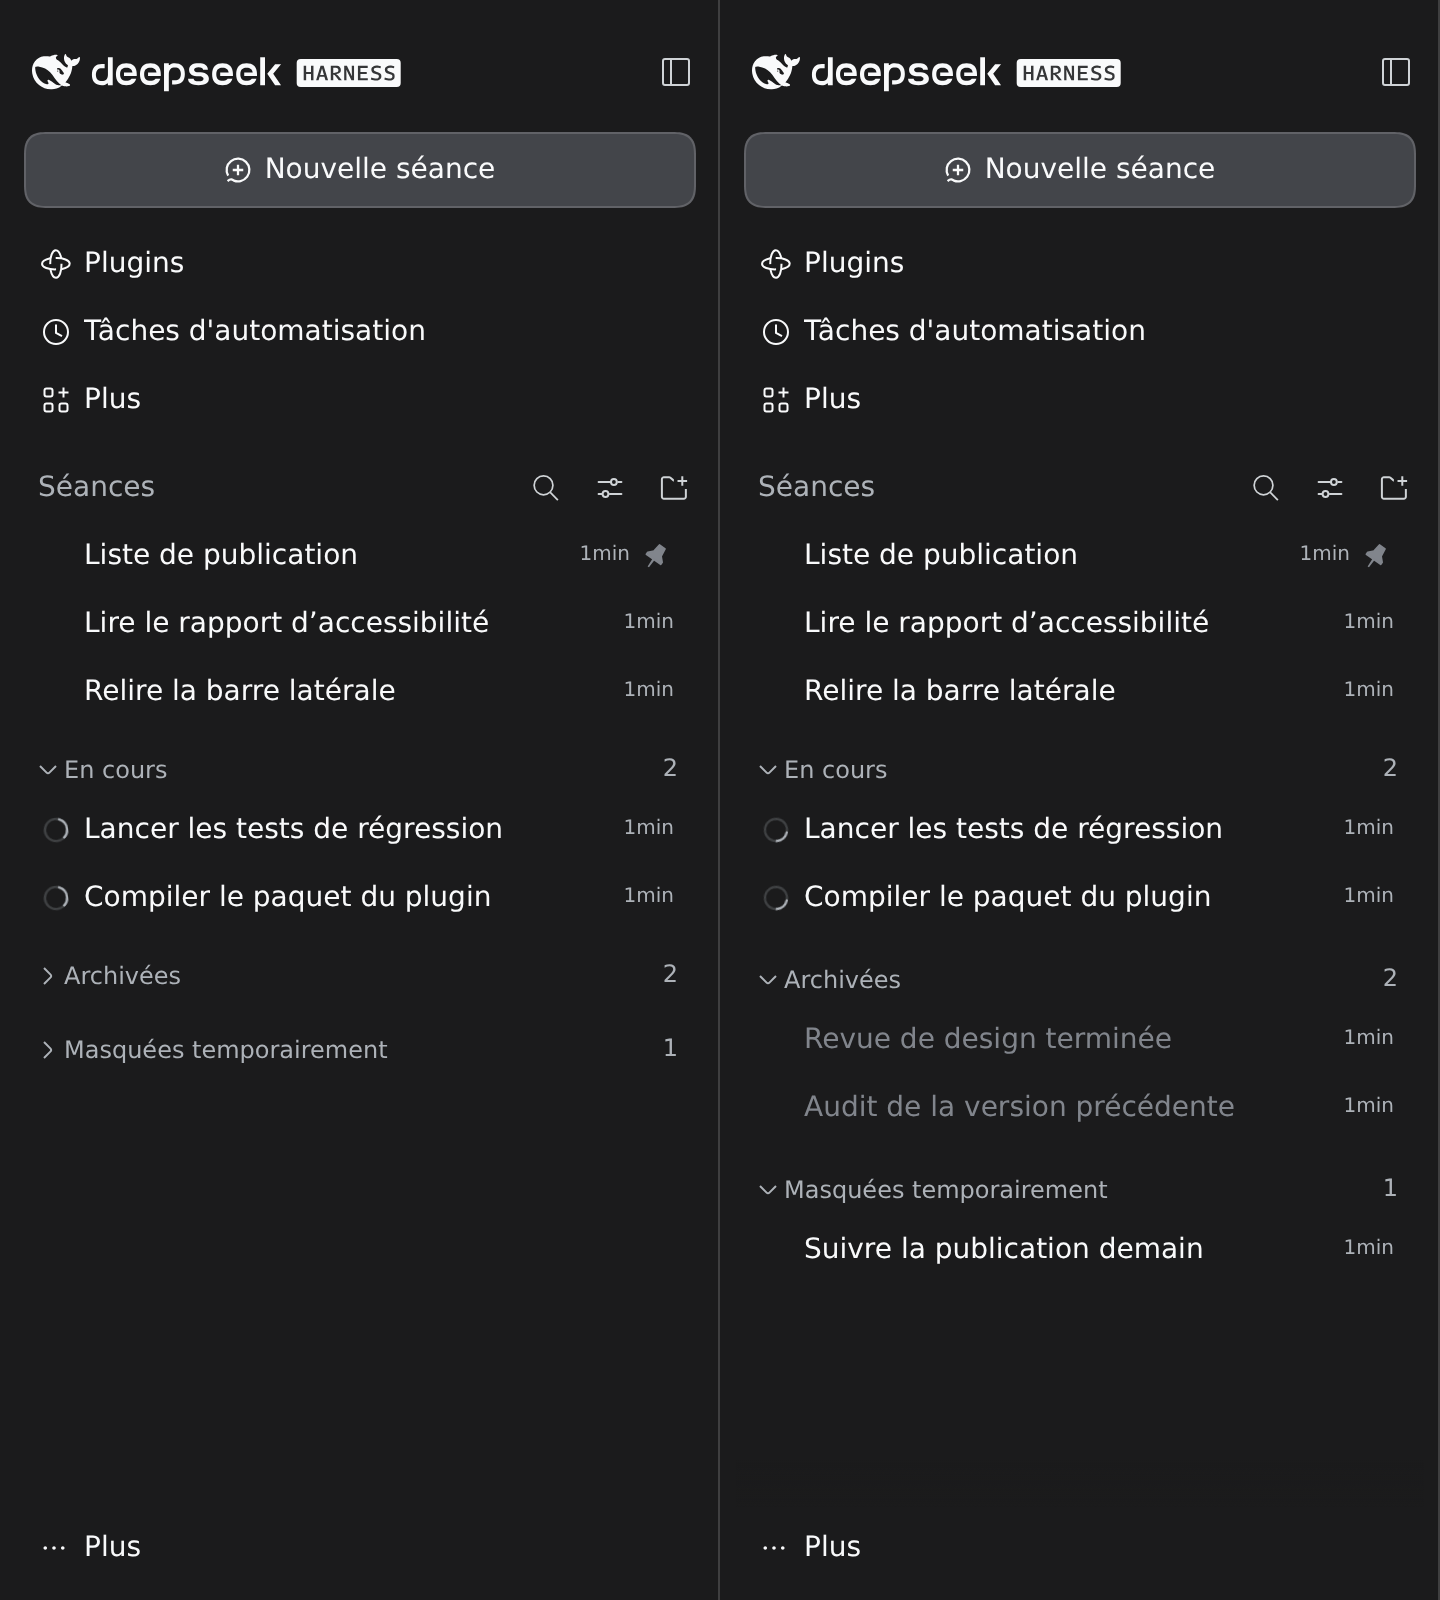 deepseek HARNESS
Nouvelle séance
Plugins
Tâches d'automatisation
Plus
Séances
Liste de publication 1min
Lire le rapport d’accessibilité 1min
Relire la barre latérale 1min
En cours 2
Lancer les tests de régression 1min
Compiler le paquet du plugin 1min
Archivées 2
Masquées temporairement 1
Plus
deepseek HARNESS
Nouvelle séance
Plugins
Tâches d'automatisation
Plus
Séances
Liste de publication 1min
Lire le rapport d’accessibilité 1min
Relire la barre latérale 1min
En cours 2
Lancer les tests de régression 1min
Compiler le paquet du plugin 1min
Archivées 2
Revue de design terminée 1min
Audit de la version précédente 1min
Masquées temporairement 1
Suivre la publication demain 1min
Plus